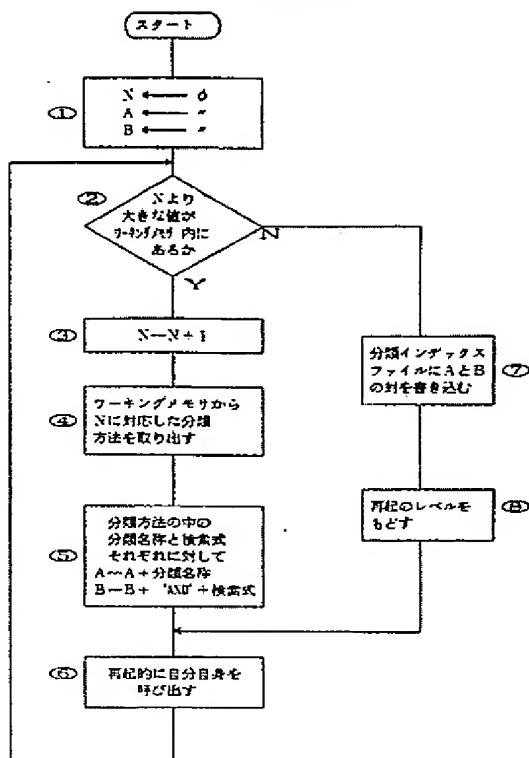 スタート
① N ← φ
A ← 〃
B ← 〃
② Nより
大きな値が
ワーキングメモリ 内に
あるか
N
Y
③ N←N+1
④ ワーキングメモリから
Nに対応した分類
方法を取り出す
⑤ 分類方法の中の
分類名称と検索式
それぞれに対して
A←A+分類名称
B←B+"AND"+検索式
⑥ 再起的に自分自身を
呼び出す
分類インデックス
ファイルにAとB
の対を書き込む ⑦
再起のレベルを
もどす ⑧